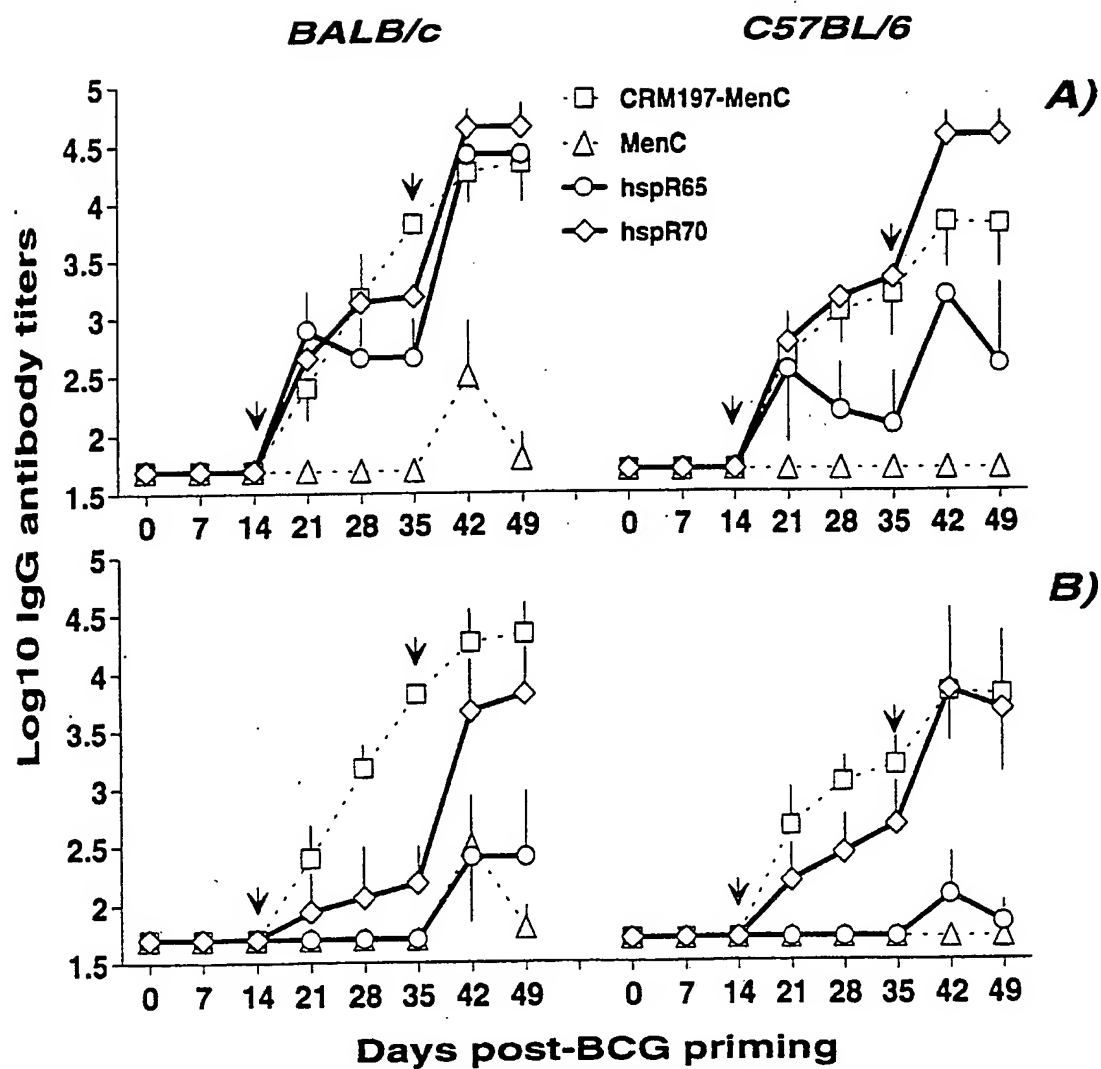 BALB/c
C57BL/6
A)
5
4.5
4
3.5
3
2.5
2
1.5
CRM197-MenC
MenC
hspR65
hspR70
0 7 14 21 28 35 42 49
0 7 14 21 28 35 42 49
B)
5
4.5
4
3.5
3
2.5
2
1.5
0 7 14 21 28 35 42 49
0 7 14 21 28 35 42 49
Log10 IgG antibody titers
Days post-BCG priming